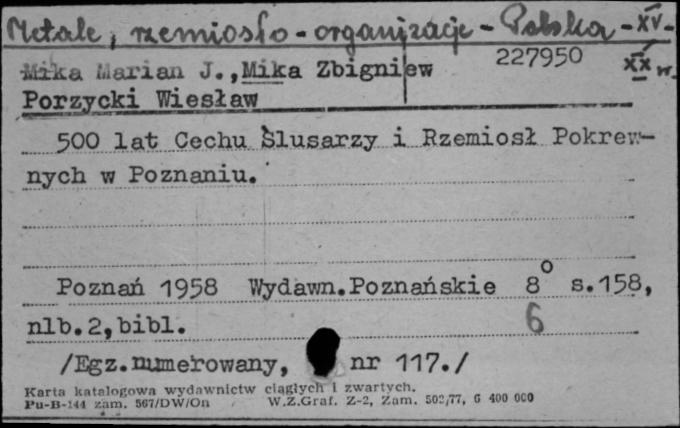 Metale, rzemiosło - organizacje - Polska - XV -
227950 XX w.
Mika Marian J., Mika Zbigniew
Porzycki Wiesław
500 lat Cechu Ślusarzy i Rzemiosł Pokrew-
nych w Poznaniu.
Poznań 1958 Wydawn.Poznańskie 8° s.158,
nlb.2,bibl. 6
/Egz.numerowany, nr 117./
Karta katalogowa wydawnictw ciągłych i zwartych.
Pu-B-144 zam. 567/DW/On W.Z.Graf. Z-2, Zam. 502/77, 6 400 000